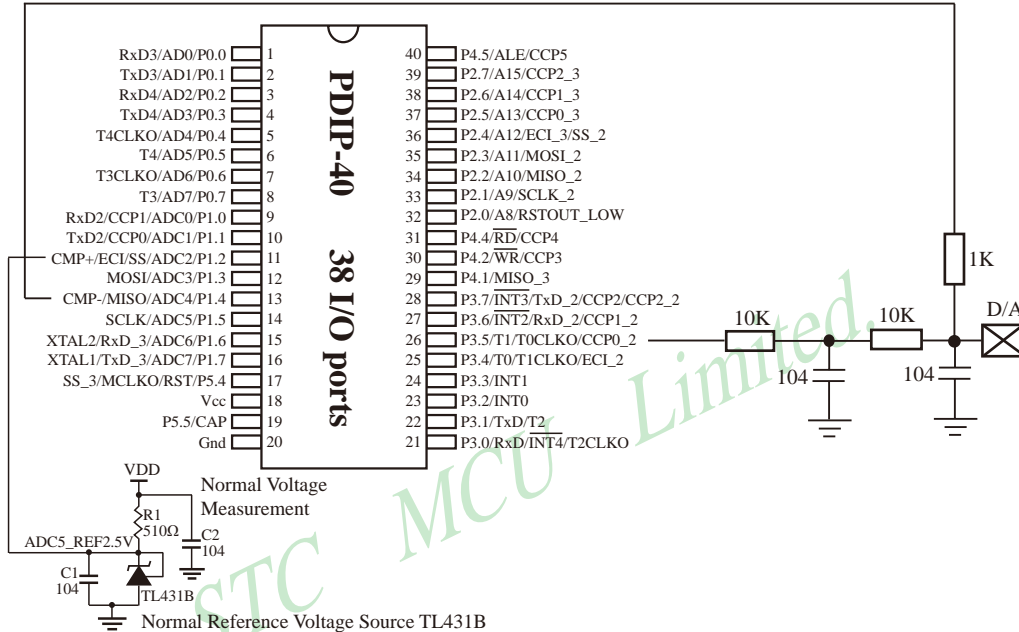 RxD3/AD0/P0.0 1
TxD3/AD1/P0.1 2
RxD4/AD2/P0.2 3
TxD4/AD3/P0.3 4
T4CLKO/AD4/P0.4 5
T4/AD5/P0.5 6
T3CLKO/AD6/P0.6 7
T3/AD7/P0.7 8
RxD2/CCP1/ADC0/P1.0 9
TxD2/CCP0/ADC1/P1.1 10
CMP+/ECI/SS/ADC2/P1.2 11
MOSI/ADC3/P1.3 12
CMP-/MISO/ADC4/P1.4 13
SCLK/ADC5/P1.5 14
XTAL2/RxD_3/ADC6/P1.6 15
XTAL1/TxD_3/ADC7/P1.7 16
SS_3/MCLKO/RST/P5.4 17
Vcc 18
P5.5/CAP 19
Gnd 20
PDIP-40 38 I/O ports
40 P4.5/ALE/CCP5
39 P2.7/A15/CCP2_3
38 P2.6/A14/CCP1_3
37 P2.5/A13/CCP0_3
36 P2.4/A12/ECI_3/SS_2
35 P2.3/A11/MOSI_2
34 P2.2/A10/MISO_2
33 P2.1/A9/SCLK_2
32 P2.0/A8/RSTOUT_LOW
31 P4.4/RD/CCP4
30 P4.2/WR/CCP3
29 P4.1/MISO_3
28 P3.7/INT3/TxD_2/CCP2/CCP2_2
27 P3.6/INT2/RxD_2/CCP1_2
26 P3.5/T1/T0CLKO/CCP0_2
25 P3.4/T0/T1CLKO/ECI_2
24 P3.3/INT1
23 P3.2/INT0
22 P3.1/TxD/T2
21 P3.0/RxD/INT4/T2CLKO
1K
D/A
10K
10K
104
104
VDD
Normal Voltage
Measurement
R1
510Ω
C2
104
ADC5_REF2.5V
C1
104
TL431B
Normal Reference Voltage Source TL431B
STC MCU Limited.